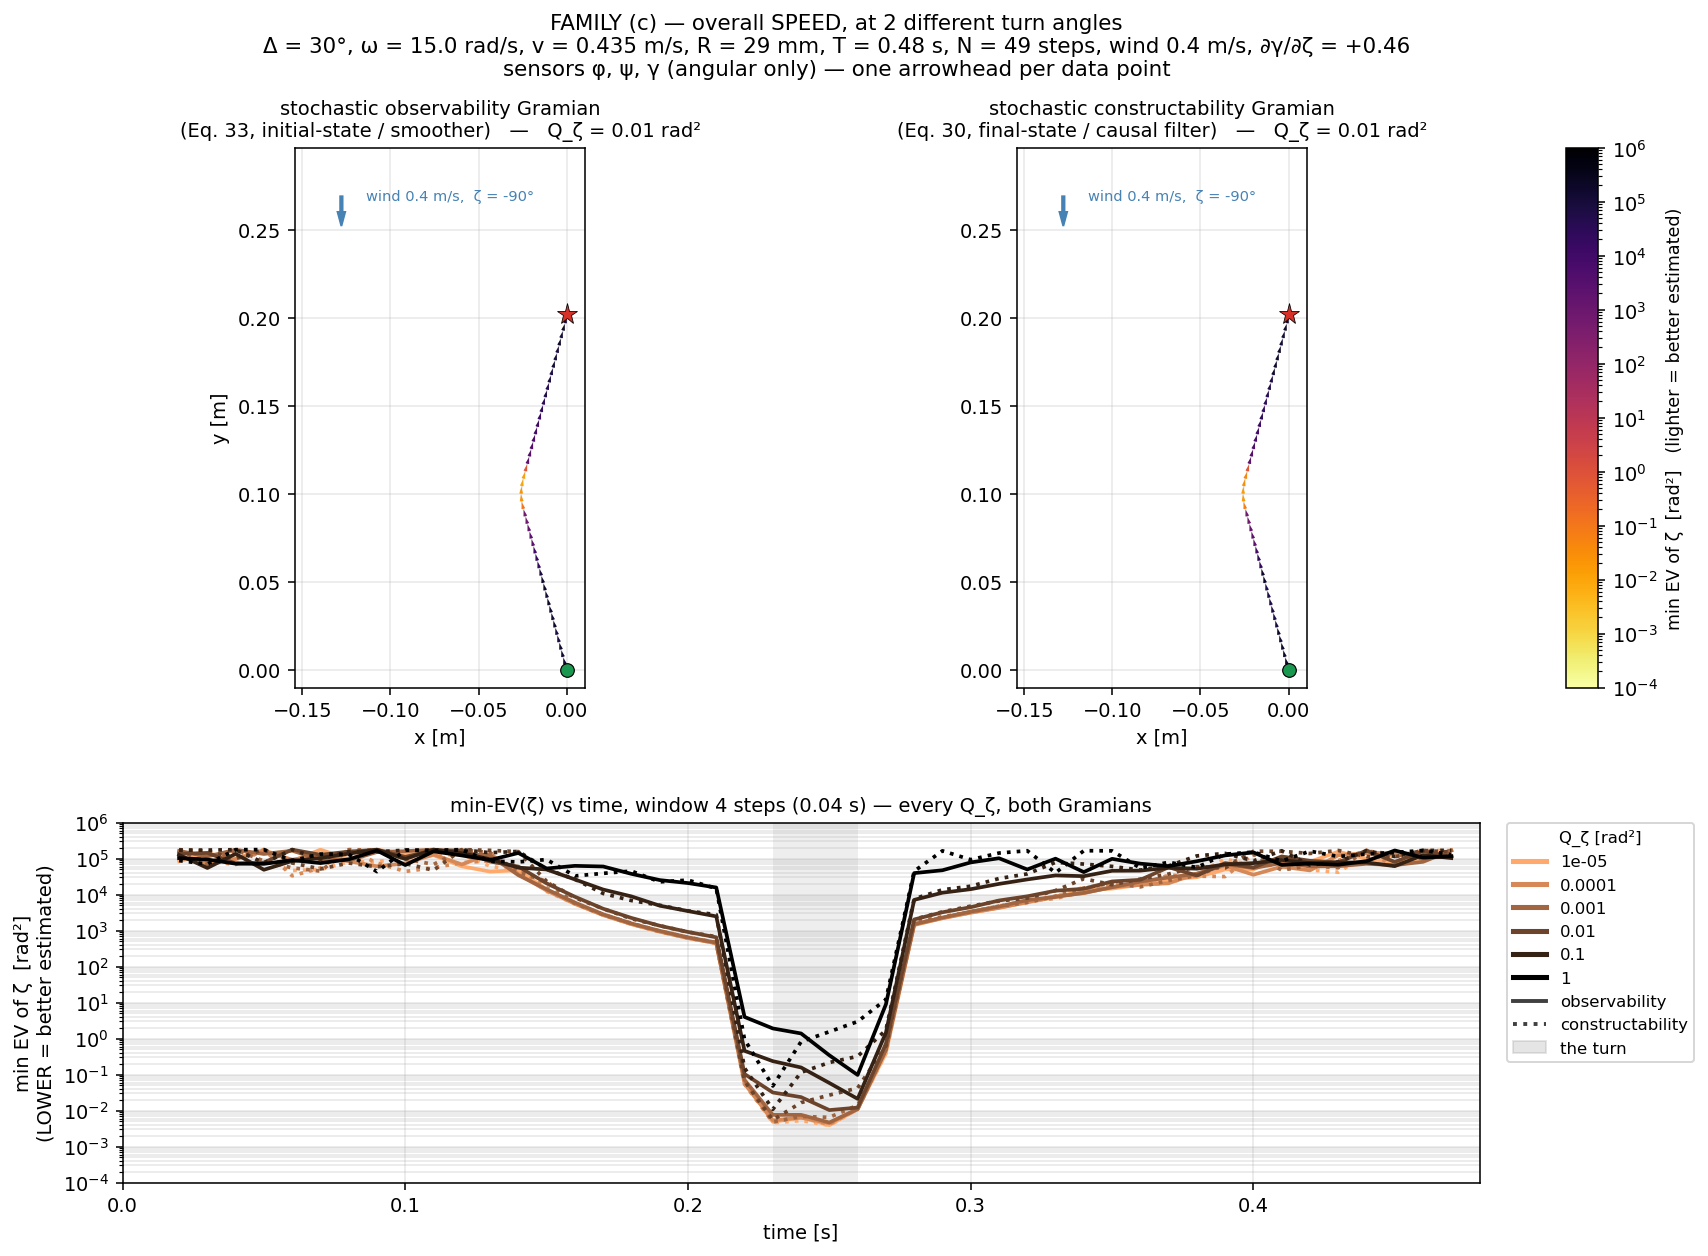 FAMILY (c) — overall SPEED, at 2 different turn angles
Δ = 30°, ω = 15.0 rad/s, v = 0.435 m/s, R = 29 mm, T = 0.48 s, N = 49 steps, wind 0.4 m/s, ∂γ/∂ζ = +0.46
sensors φ, ψ, γ (angular only) — one arrowhead per data point
stochastic observability Gramian
(Eq. 33, initial-state / smoother) — Q_ζ = 0.01 rad²
wind 0.4 m/s, ζ = -90°
0.25
0.20
0.15
0.10
0.05
0.00
y [m]
−0.15 −0.10 −0.05 0.00
x [m]
stochastic constructability Gramian
(Eq. 30, final-state / causal filter) — Q_ζ = 0.01 rad²
wind 0.4 m/s, ζ = -90°
0.25
0.20
0.15
0.10
0.05
0.00
−0.15 −0.10 −0.05 0.00
x [m]
10⁶
10⁵
10⁴
10³
10²
10¹
10⁰
10⁻¹
10⁻²
10⁻³
10⁻⁴
min EV of ζ [rad²] (lighter = better estimated)
min-EV(ζ) vs time, window 4 steps (0.04 s) — every Q_ζ, both Gramians
10⁶
10⁵
10⁴
10³
10²
10¹
10⁰
10⁻¹
10⁻²
10⁻³
10⁻⁴
min EV of ζ [rad²]
(LOWER = better estimated)
0.0 0.1 0.2 0.3 0.4
time [s]
Q_ζ [rad²]
1e-05
0.0001
0.001
0.01
0.1
1
observability
constructability
the turn